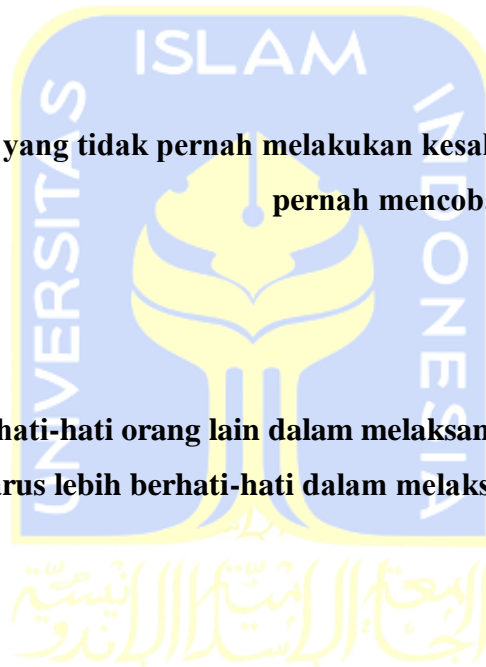 ISLAM
UNIVERSITAS
INDONESIA
yang tidak pernah melakukan kesal
pernah mencob
hati-hati orang lain dalam melaksan
arus lebih berhati-hati dalam melaks